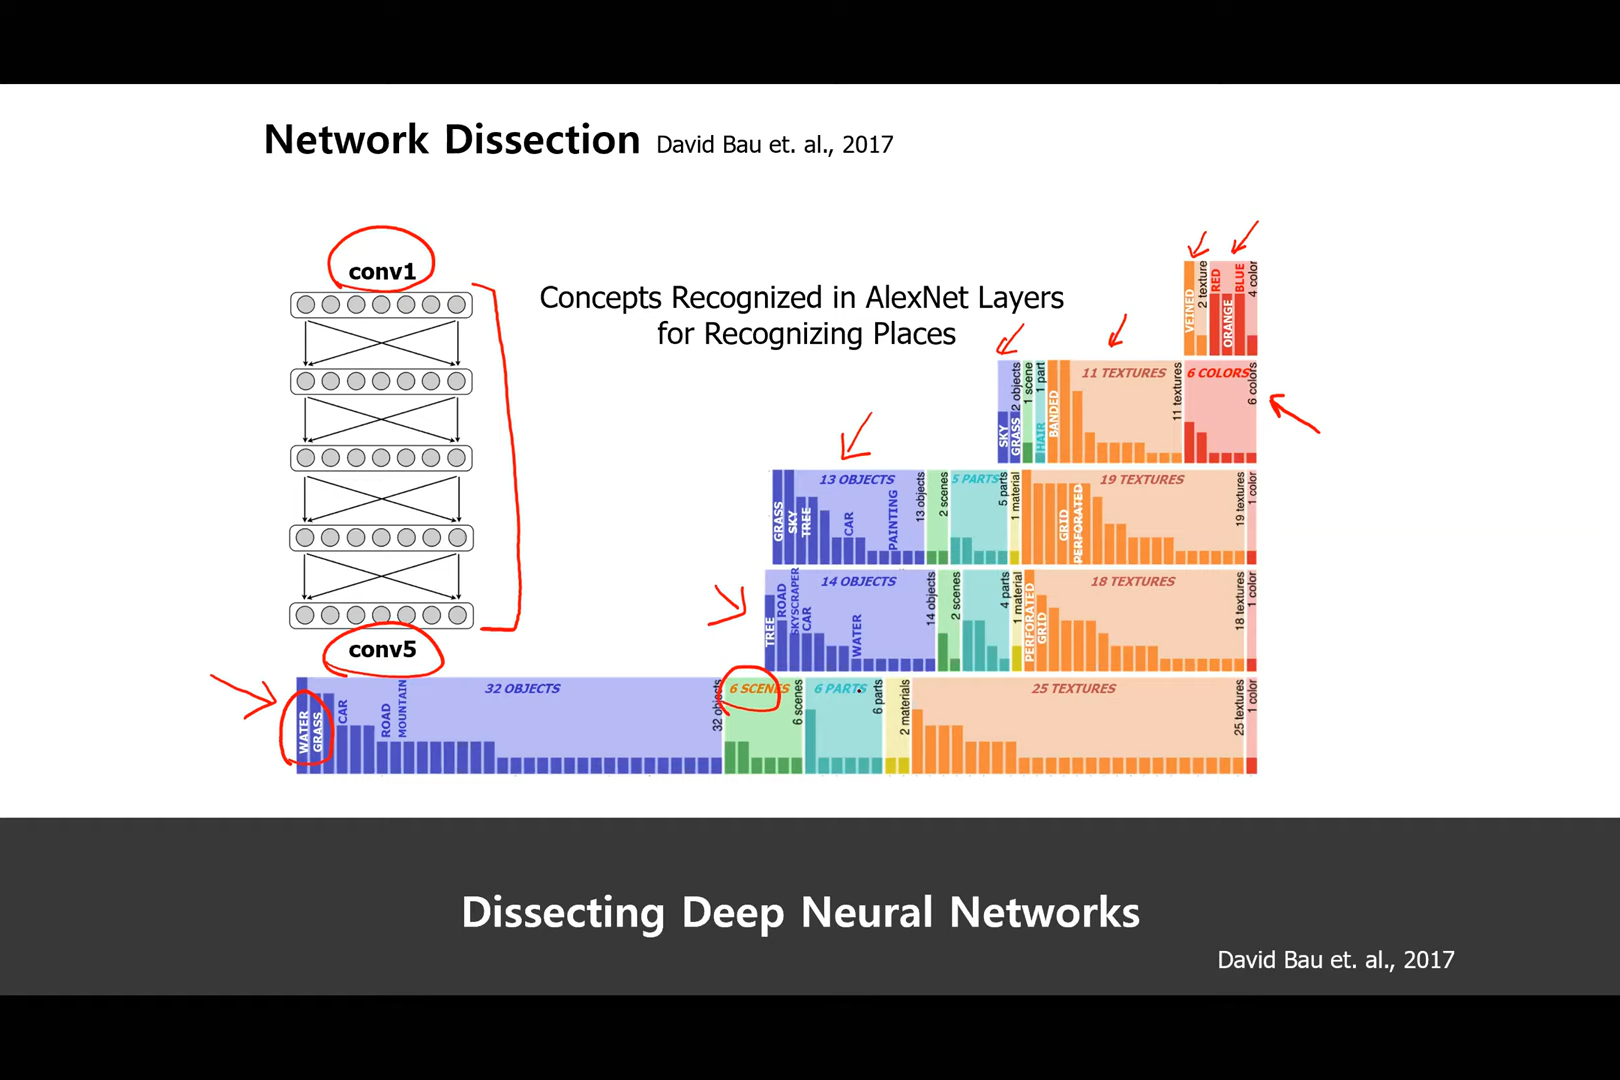 Network Dissection David Bau et. al., 2017
conv1
Concepts Recognized in AlexNet Layers
for Recognizing Places
VEINED
2 texture
RED
ORANGE
BLUE
4 color
SKY
GRASS
2 objects
1 scene
HAIR
1 part
BANDED
11 TEXTURES
11 textures
6 COLORS
6 colors
GRASS
SKY
TREE
13 OBJECTS
CAR
PAINTING
13 objects
2 scenes
5 PARTS
5 parts
1 material
GRID
PERFORATED
19 TEXTURES
19 textures
1 color
TREE
ROAD
SKYSCRAPER
CAR
14 OBJECTS
WATER
14 objects
2 scenes
4 parts
1 material
PERFORATED
GRID
18 TEXTURES
18 textures
1 color
conv5
WATER
GRASS
CAR
ROAD
MOUNTAIN
32 OBJECTS
32 objects
6 SCENES
6 scenes
6 PARTS
6 parts
2 materials
25 TEXTURES
25 textures
1 color
Dissecting Deep Neural Networks
David Bau et. al., 2017